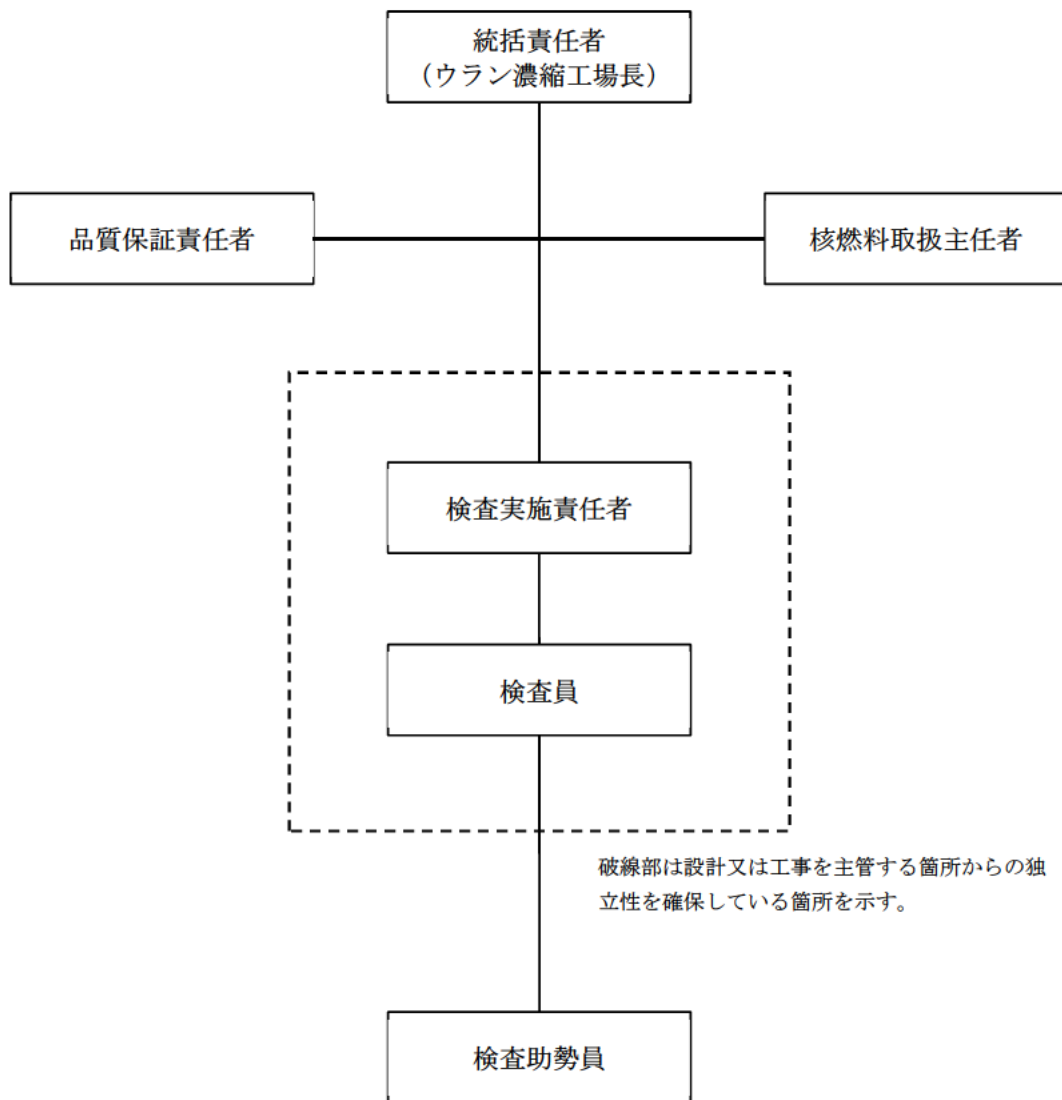 統括責任者
（ウラン濃縮工場長）
品質保証責任者
核燃料取扱主任者
検査実施責任者
検査員
破線部は設計又は工事を主管する箇所からの独
立性を確保している箇所を示す。
検査助勢員